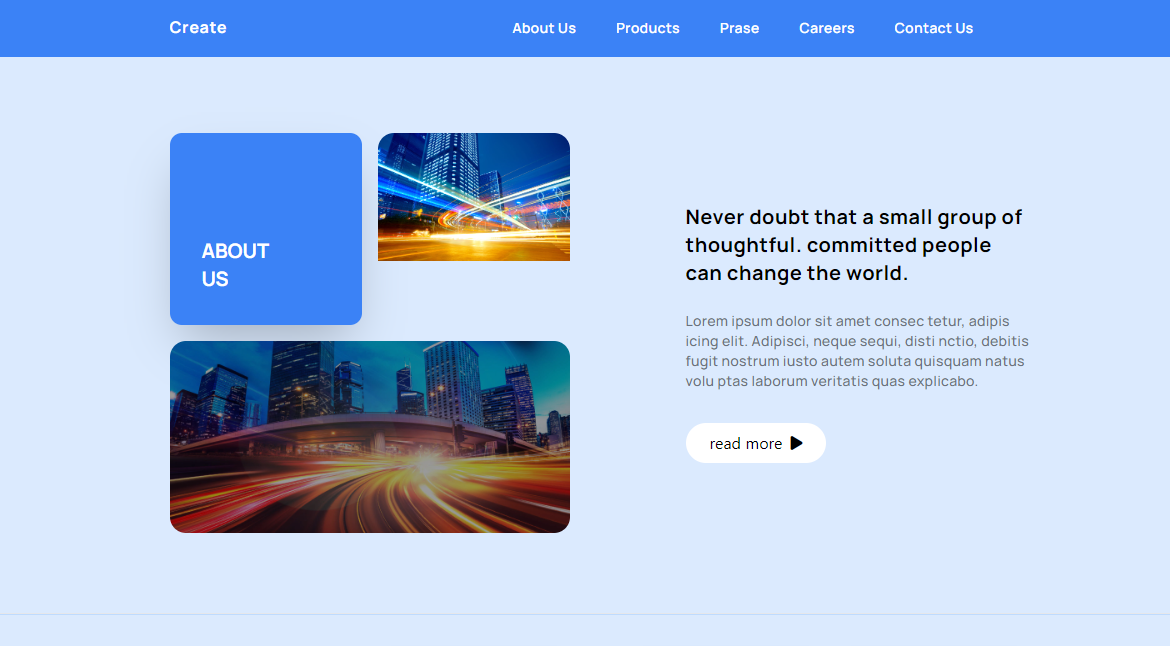 Create
About Us Products Prase Careers Contact Us
ABOUT
US
Never doubt that a small group of
thoughtful. committed people
can change the world.
Lorem ipsum dolor sit amet consec tetur, adipis
icing elit. Adipisci, neque sequi, disti nctio, debitis
fugit nostrum iusto autem soluta quisquam natus
volu ptas laborum veritatis quas explicabo.
read more